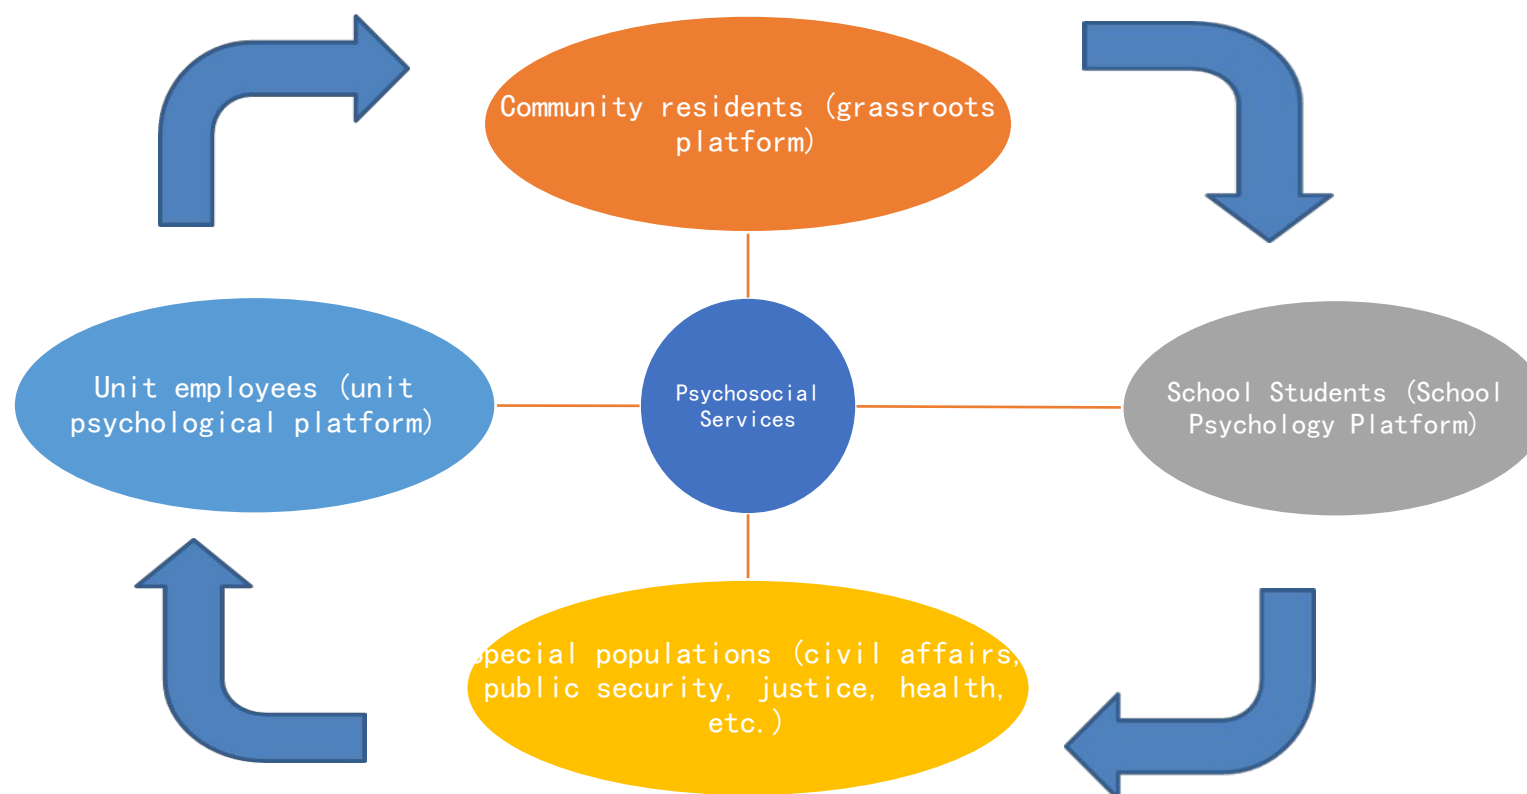 Community residents (grassroots
platform)
Unit employees (unit
psychological platform)
Psychosocial
Services
School Students (School
Psychology Platform)
Special populations (civil affairs,
public security, justice, health,
etc.)